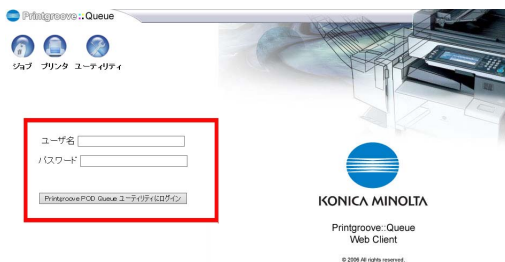 Printgroove::Queue
ジョブ プリンタ ユーティリティ
ユーザ名
パスワード
Printgroove POD Queue ユーティリティにログイン
KONICA MINOLTA
Printgroove::Queue
Web Client
© 2006 All rights reserved.